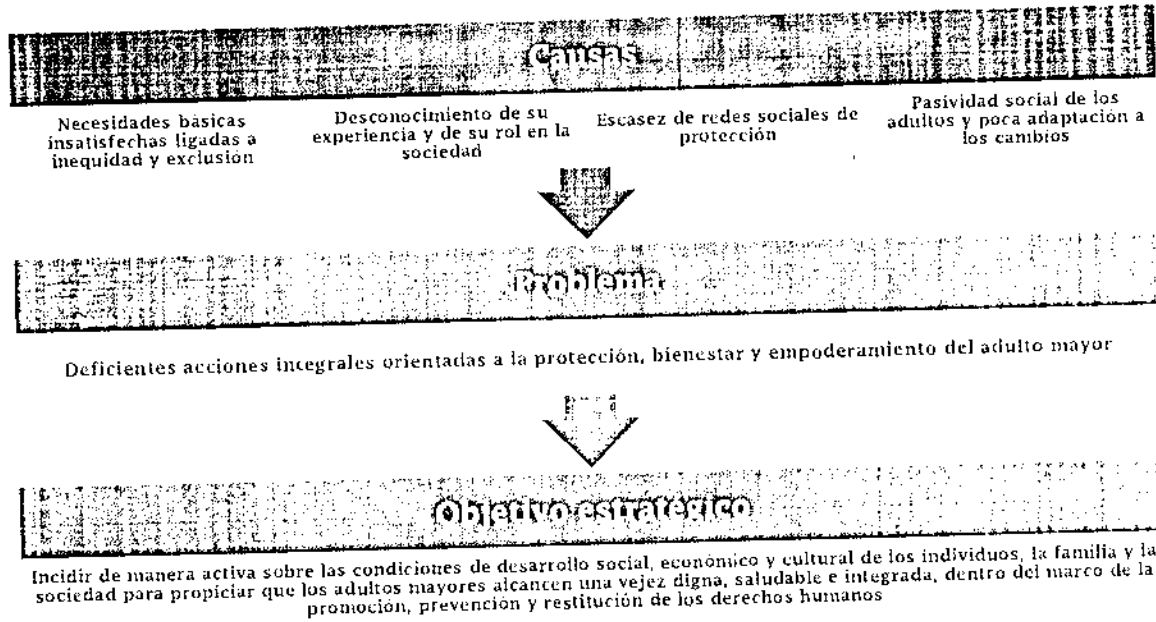 Causas
Necesidades básicas
insatisfechas ligadas a
inequidad y exclusión
Desconocimiento de su
experiencia y de su rol en la
sociedad
Escasez de redes sociales de
protección
Pasividad social de los
adultos y poca adaptación a
los cambios
Problema
Deficientes acciones integrales orientadas a la protección, bienestar y empoderamiento del adulto mayor
Objetivo estratégico
Incidir de manera activa sobre las condiciones de desarrollo social, económico y cultural de los individuos, la familia y la
sociedad para propiciar que los adultos mayores alcancen una vejez digna, saludable e integrada, dentro del marco de la
promoción, prevención y restitución de los derechos humanos